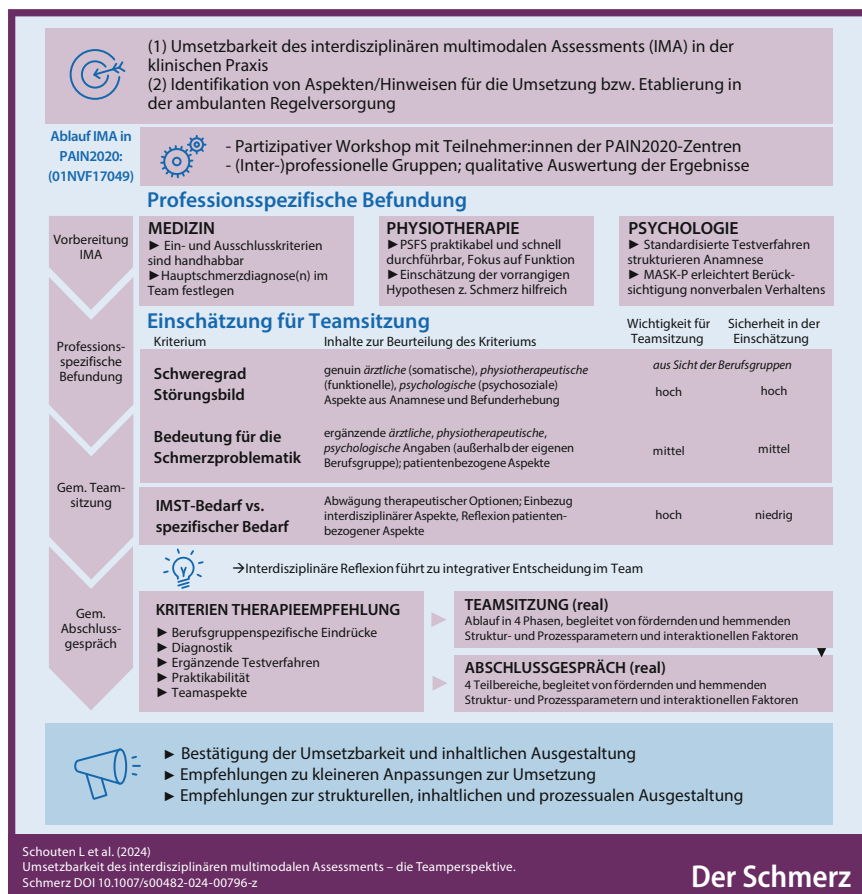 (1) Umsetzbarkeit des interdisziplinären multimodalen Assessments (IMA) in der
klinischen Praxis
(2) Identifikation von Aspekten/Hinweisen für die Umsetzung bzw. Etablierung in
der ambulanten Regelversorgung
Ablauf IMA in
PAIN2020:
(01NVF17049)
- Partizipativer Workshop mit Teilnehmer:innen der PAIN2020-Zentren
- (Inter-)professionelle Gruppen; qualitative Auswertung der Ergebnisse
Professionsspezifische Befundung
Vorbereitung
IMA
MEDIZIN
► Ein- und Ausschlusskriterien
sind handhabbar
►Hauptschmerzdiagnose(n) im
Team festlegen
PHYSIOTHERAPIE
►PSFS praktikabel und schnell
durchführbar, Fokus auf Funktion
►Einschätzung der vorrangigen
Hypothesen z. Schmerz hilfreich
PSYCHOLOGIE
► Standardisierte Testverfahren
strukturieren Anamnese
► MASK-P erleichtert Berück-
sichtigung nonverbalen Verhaltens
Professions-
spezifische
Befundung
Einschätzung für Teamsitzung
Kriterium
Inhalte zur Beurteilung des Kriteriums
Wichtigkeit für
Teamsitzung
Sicherheit in der
Einschätzung
aus Sicht der Berufsgruppen
Schweregrad
Störungsbild
genuin ärztliche (somatische), physiotherapeutische
(funktionelle), psychologische (psychosoziale)
Aspekte aus Anamnese und Befunderhebung
hoch
hoch
Bedeutung für die
Schmerzproblematik
ergänzende ärztliche, physiotherapeutische,
psychologische Angaben (außerhalb der eigenen
Berufsgruppe); patientenbezogene Aspekte
mittel
mittel
Gem. Team-
sitzung
IMST-Bedarf vs.
spezifischer Bedarf
Abwägung therapeutischer Optionen; Einbezug
interdisziplinärer Aspekte, Reflexion patienten-
bezogener Aspekte
hoch
niedrig
→Interdisziplinäre Reflexion führt zu integrativer Entscheidung im Team
Gem.
Abschluss-
gespräch
KRITERIEN THERAPIEEMPFEHLUNG
► Berufsgruppenspezifische Eindrücke
► Diagnostik
► Ergänzende Testverfahren
► Praktikabilität
► Teamaspekte
TEAMSITZUNG (real)
Ablauf in 4 Phasen, begleitet von fördernden und hemmenden
Struktur- und Prozessparametern und interaktionellen Faktoren
ABSCHLUSSGESPRÄCH (real)
4 Teilbereiche, begleitet von fördernden und hemmenden
Struktur- und Prozessparametern und interaktionellen Faktoren
► Bestätigung der Umsetzbarkeit und inhaltlichen Ausgestaltung
► Empfehlungen zu kleineren Anpassungen zur Umsetzung
► Empfehlungen zur strukturellen, inhaltlichen und prozessualen Ausgestaltung
Schouten L et al. (2024)
Umsetzbarkeit des interdisziplinären multimodalen Assessments – die Teamperspektive.
Schmerz DOI 10.1007/s00482-024-00796-z
Der Schmerz